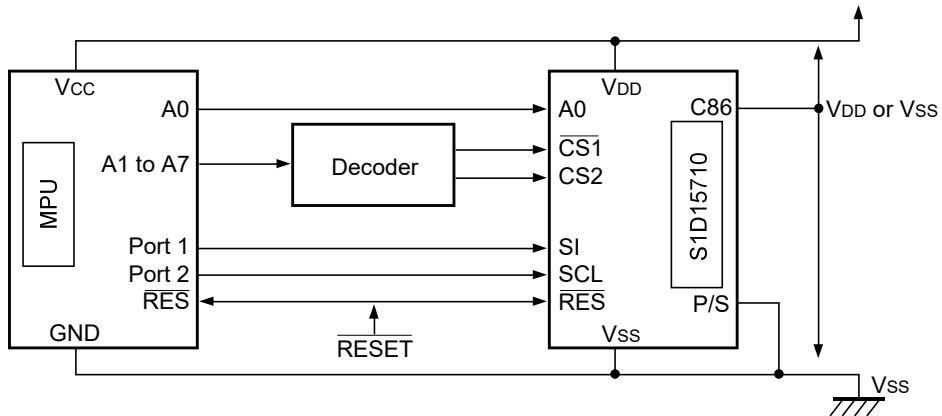 VCC
A0
A1 to A7
MPU
Port 1
Port 2
RES
GND
Decoder
RESET
VDD
A0
CS1
CS2
SI
SCL
RES
VSS
C86
S1D15710
P/S
VDD or VSS
VSS